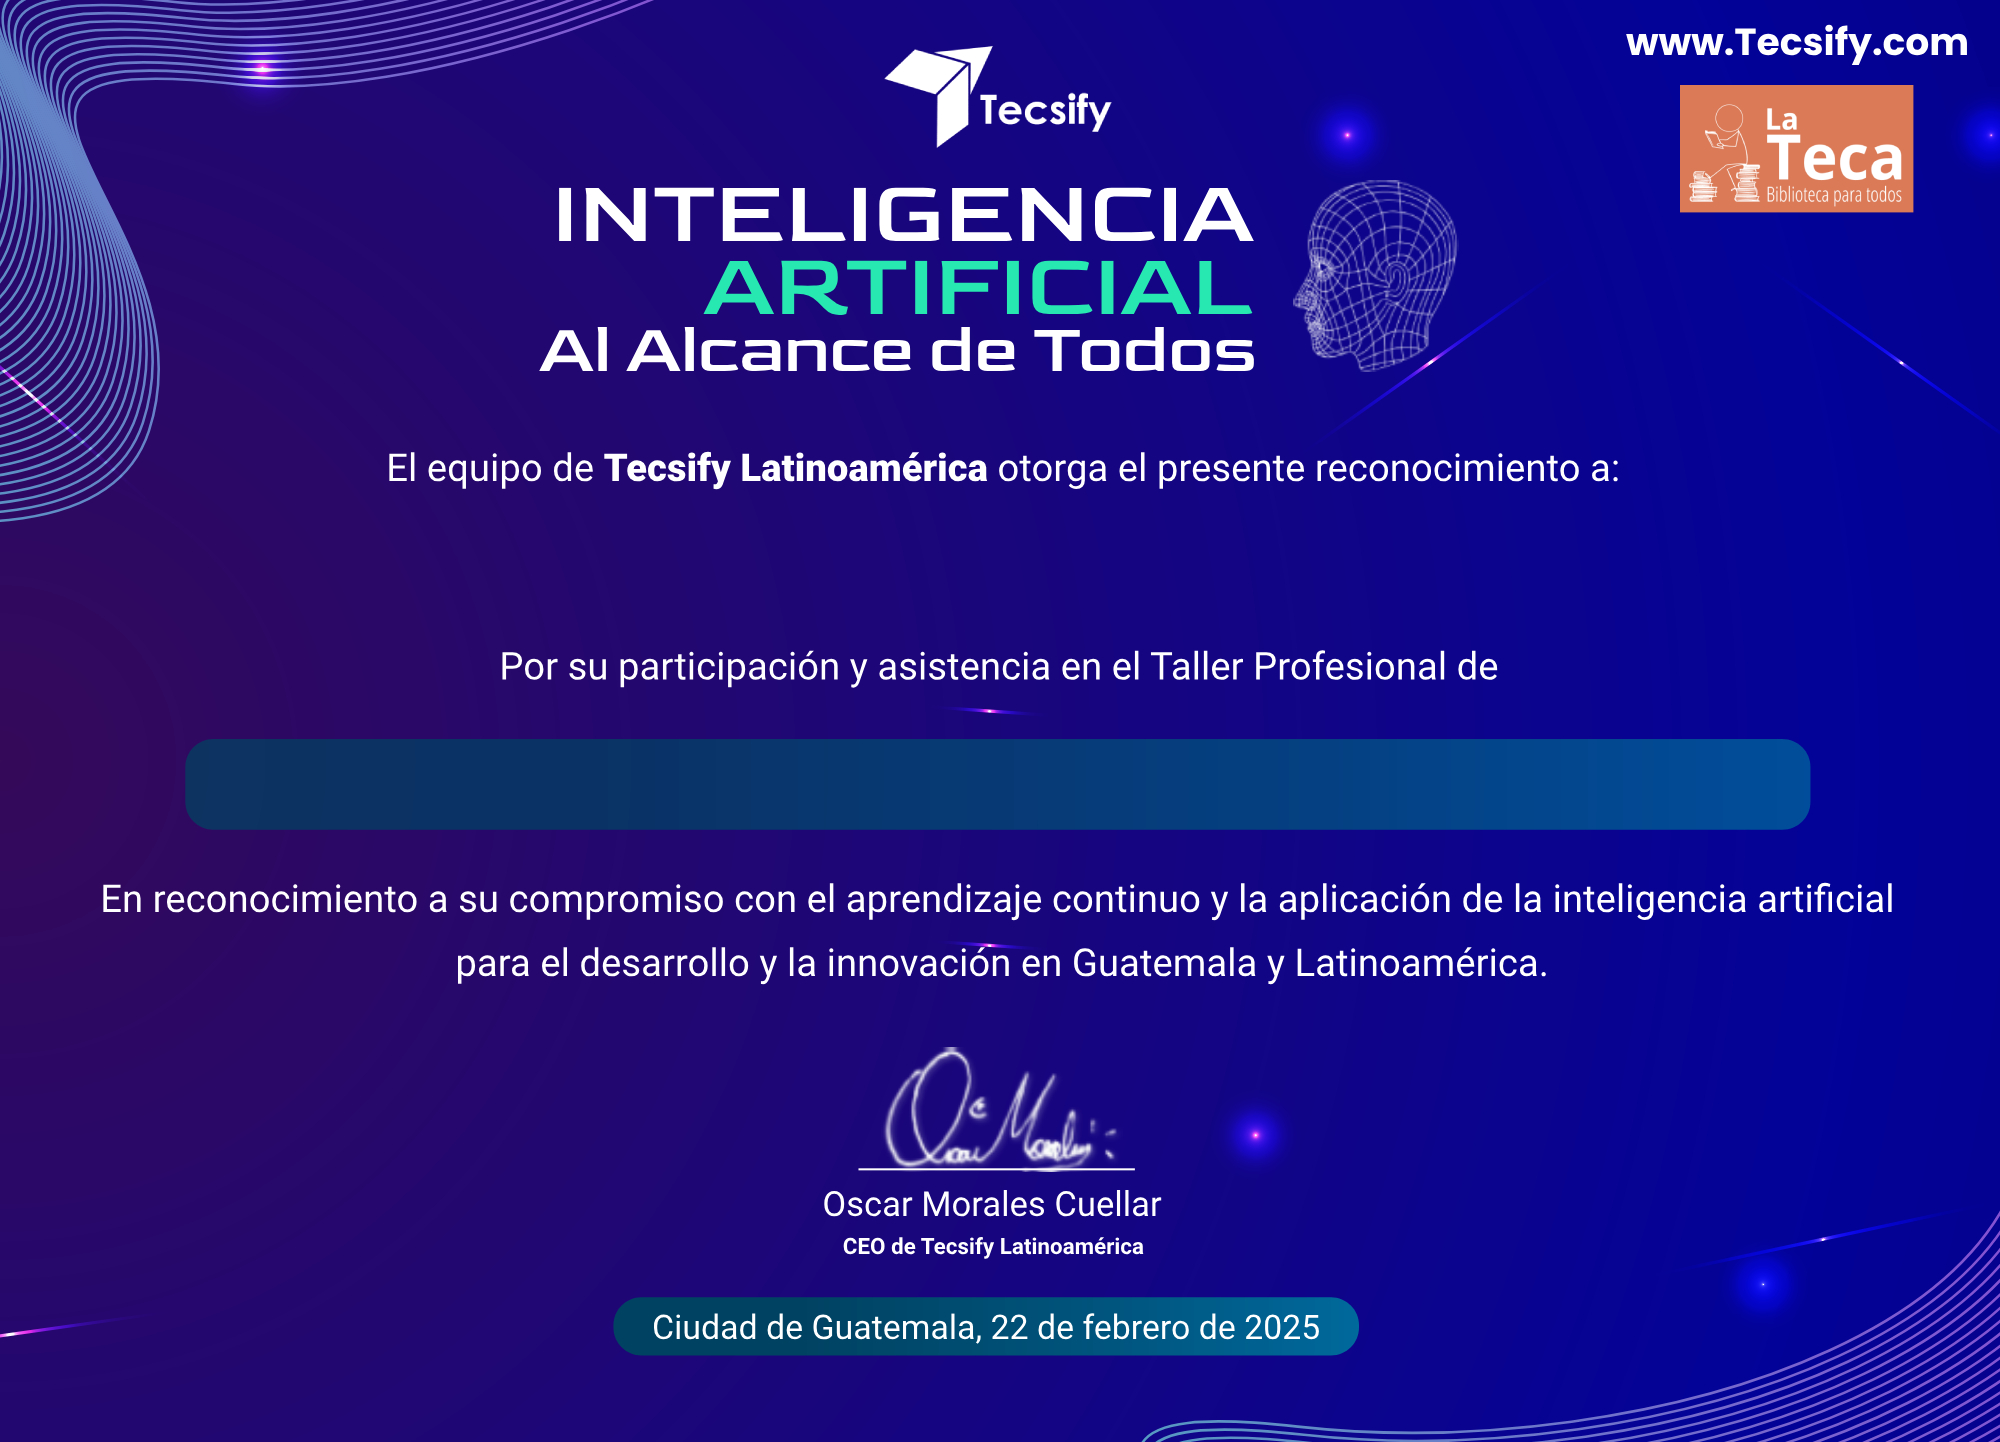 www.Tecsify.com
Tecsify
La
Teca
Biblioteca para todos
INTELIGENCIA
ARTIFICIAL
Al Alcance de Todos
El equipo de Tecsify Latinoamérica otorga el presente reconocimiento a:
Por su participación y asistencia en el Taller Profesional de
En reconocimiento a su compromiso con el aprendizaje continuo y la aplicación de la inteligencia artificial
para el desarrollo y la innovación en Guatemala y Latinoamérica.
Oscar Morales Cuellar
CEO de Tecsify Latinoamérica
Ciudad de Guatemala, 22 de febrero de 2025